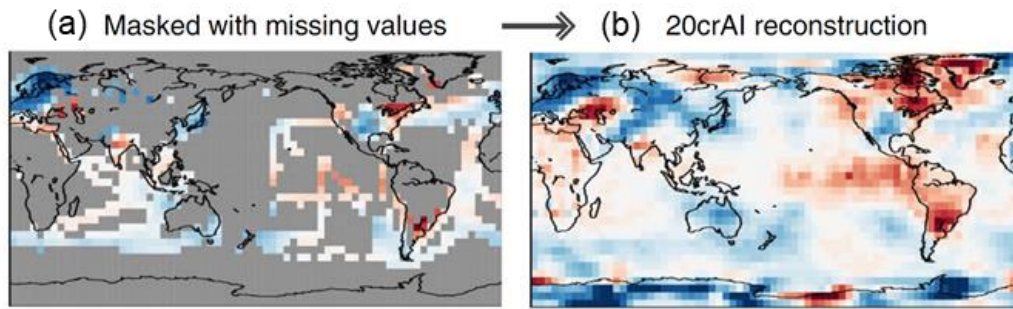 (a) Masked with missing values
(b) 20crAI reconstruction